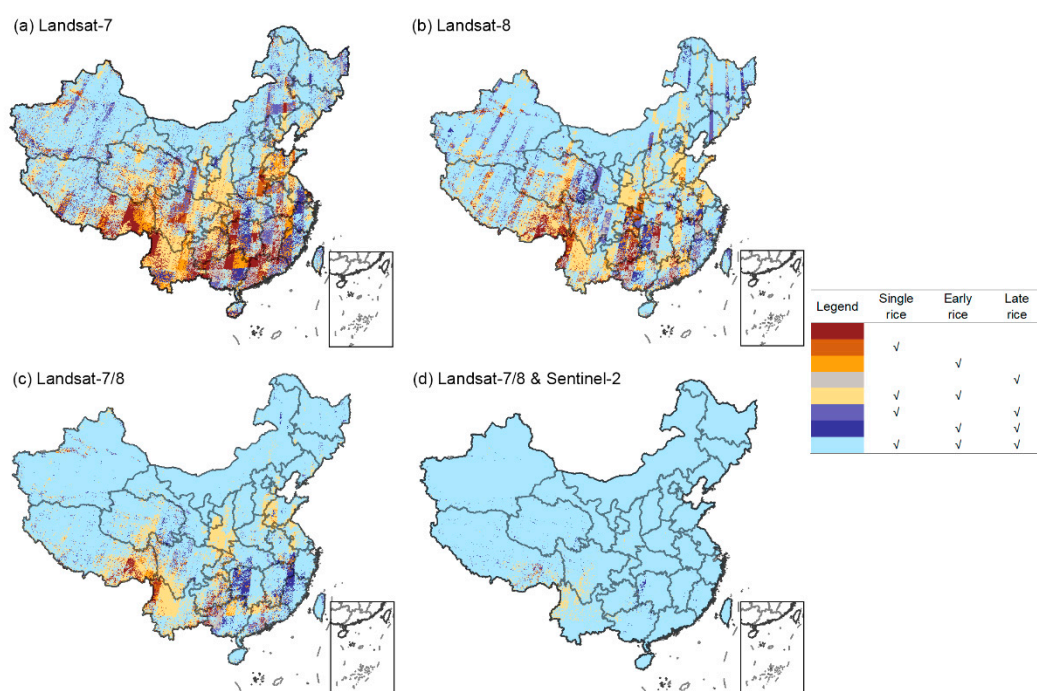 (a) Landsat-7
(b) Landsat-8
(c) Landsat-7/8
(d) Landsat-7/8 & Sentinel-2
Legend Single rice Early rice Late rice
√
√
√
√ √
√ √
√ √
√ √ √